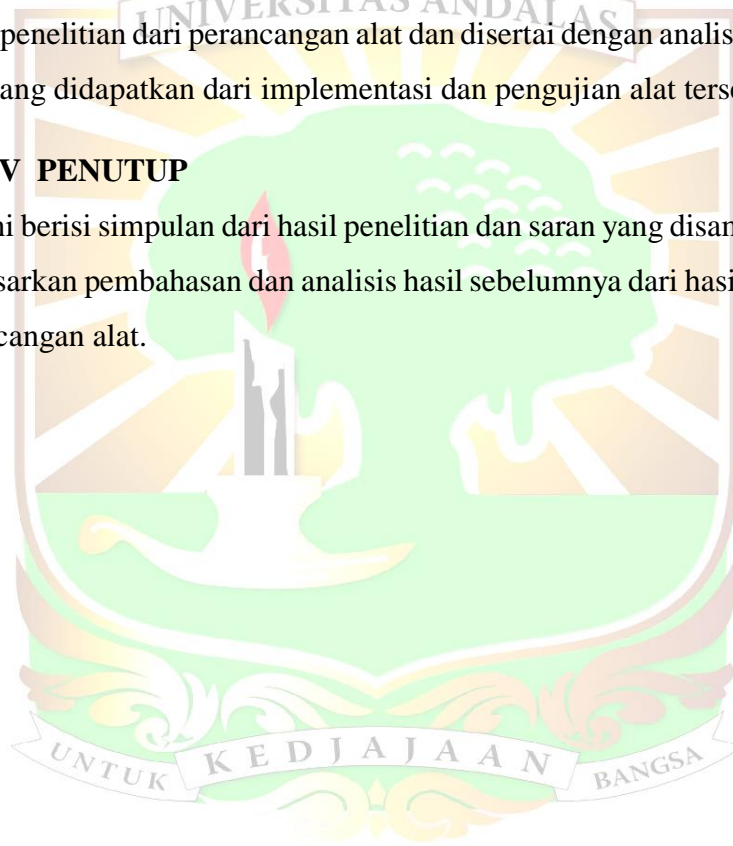 UNIVERSITAS ANDALAS
penelitian dari perancangan alat dan disertai dengan analis
ang didapatkan dari implementasi dan pengujian alat terse
V PENUTUP
ni berisi simpulan dari hasil penelitian dan saran yang disam
sarkan pembahasan dan analisis hasil sebelumnya dari hasi
cangan alat.
UNTUK KEDJAJAAN BANGSA